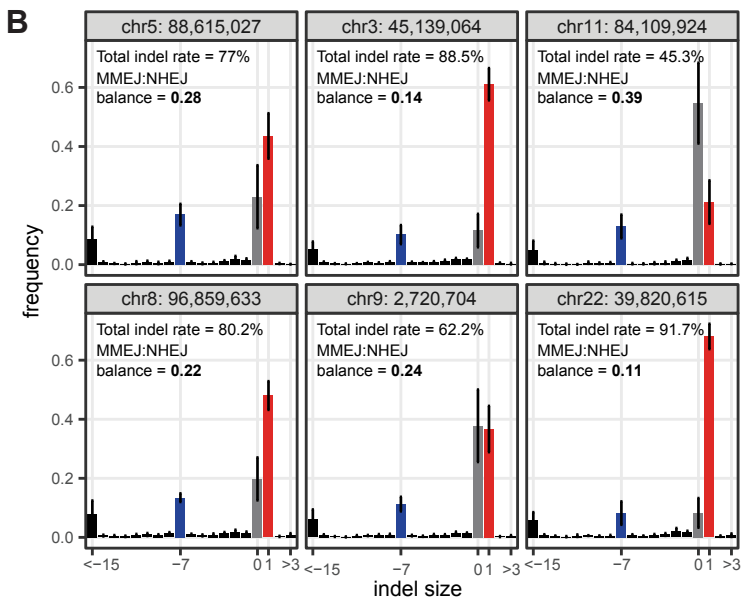 B
chr5: 88,615,027
chr3: 45,139,064
chr11: 84,109,924
Total indel rate = 77%
MMEJ:NHEJ
balance = 0.28
Total indel rate = 88.5%
MMEJ:NHEJ
balance = 0.14
Total indel rate = 45.3%
MMEJ:NHEJ
balance = 0.39
0.6
0.4
0.2
0.0
frequency
chr8: 96,859,633
chr9: 2,720,704
chr22: 39,820,615
Total indel rate = 80.2%
MMEJ:NHEJ
balance = 0.22
Total indel rate = 62.2%
MMEJ:NHEJ
balance = 0.24
Total indel rate = 91.7%
MMEJ:NHEJ
balance = 0.11
0.6
0.4
0.2
0.0
<−15 −7 0 1 >3 <−15 −7 0 1 >3 <−15 −7 0 1 >3
indel size